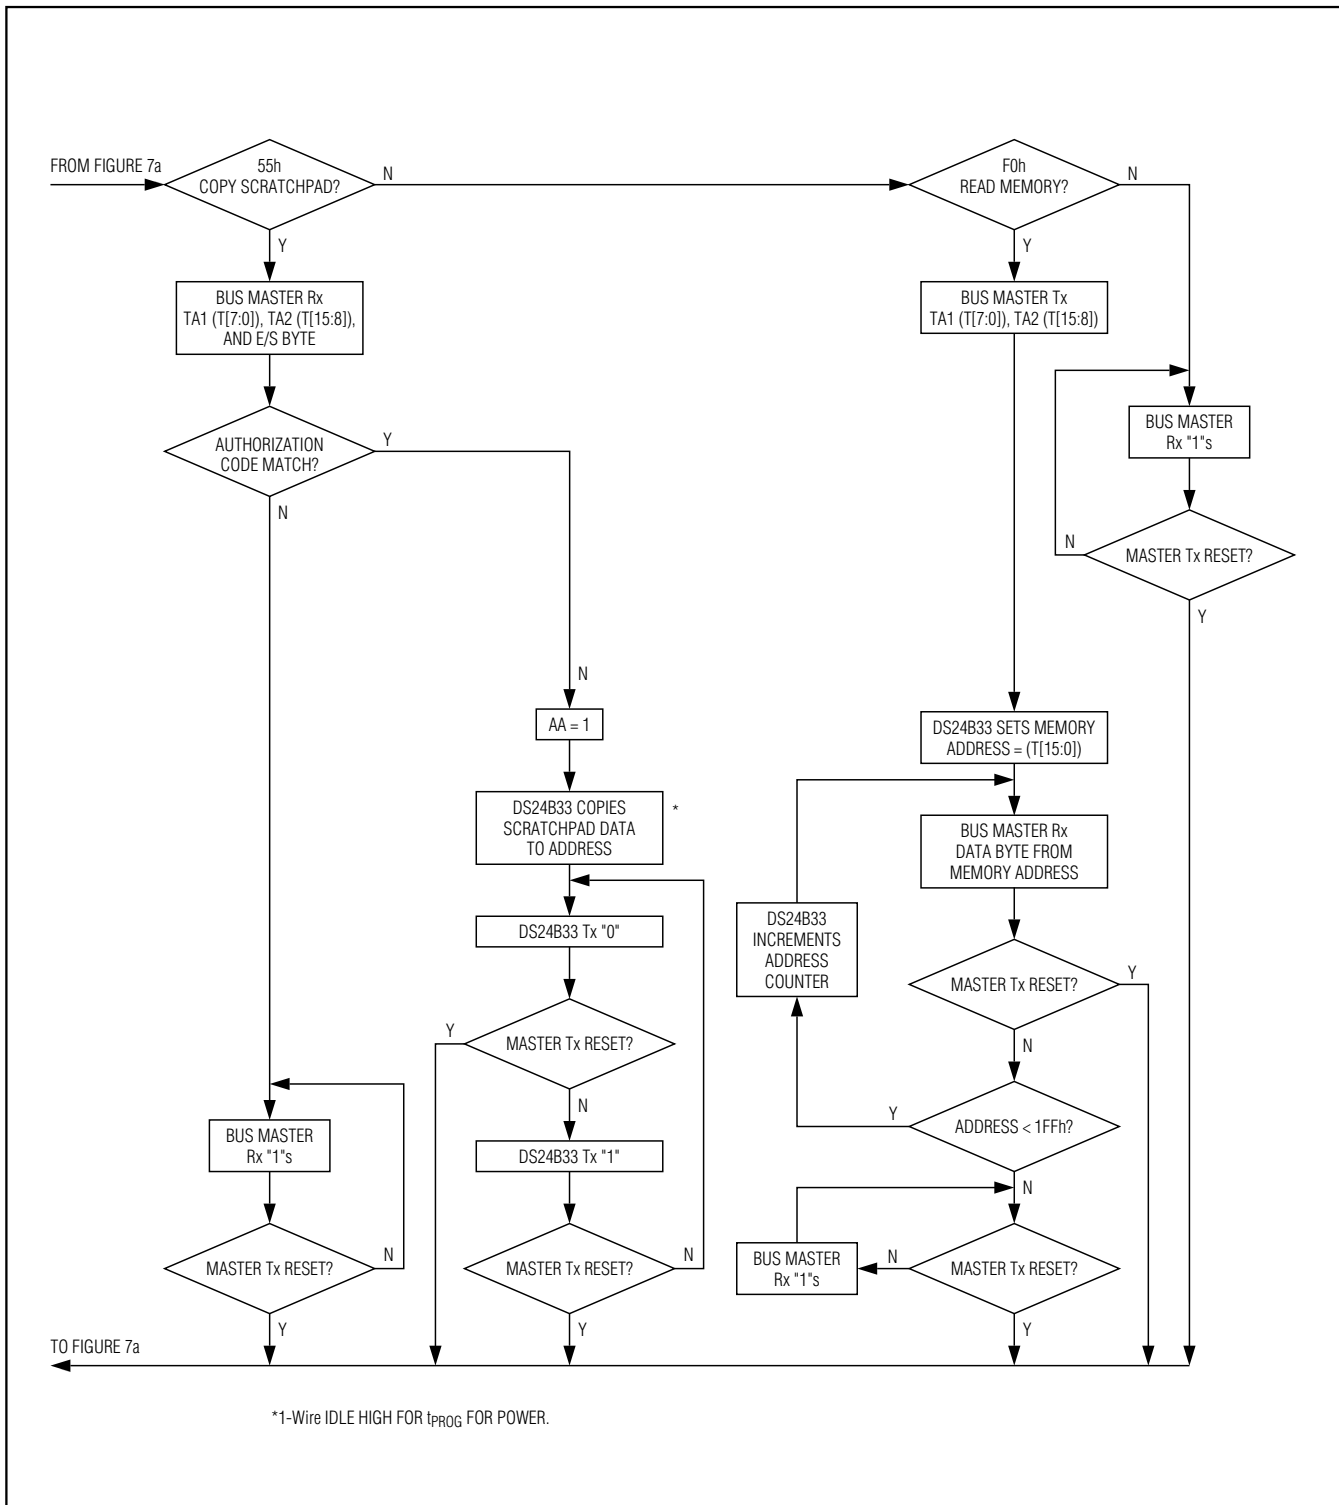 FROM FIGURE 7a
55h
COPY SCRATCHPAD?
N
Y
F0h
READ MEMORY?
N
Y
BUS MASTER Rx
TA1 (T[7:0]), TA2 (T[15:8]),
AND E/S BYTE
BUS MASTER Tx
TA1 (T[7:0]), TA2 (T[15:8])
AUTHORIZATION
CODE MATCH?
Y
N
BUS MASTER
Rx "1"s
MASTER Tx RESET?
N
Y
N
AA = 1
DS24B33 COPIES
SCRATCHPAD DATA
TO ADDRESS
*
DS24B33 Tx "0"
MASTER Tx RESET?
Y
N
DS24B33 Tx "1"
MASTER Tx RESET?
N
Y
DS24B33 SETS MEMORY
ADDRESS = (T[15:0])
BUS MASTER Rx
DATA BYTE FROM
MEMORY ADDRESS
DS24B33
INCREMENTS
ADDRESS
COUNTER
MASTER Tx RESET?
Y
N
ADDRESS < 1FFh?
Y
N
BUS MASTER
Rx "1"s
N
MASTER Tx RESET?
Y
BUS MASTER
Rx "1"s
MASTER Tx RESET?
N
Y
TO FIGURE 7a
*1-Wire IDLE HIGH FOR tPROG FOR POWER.